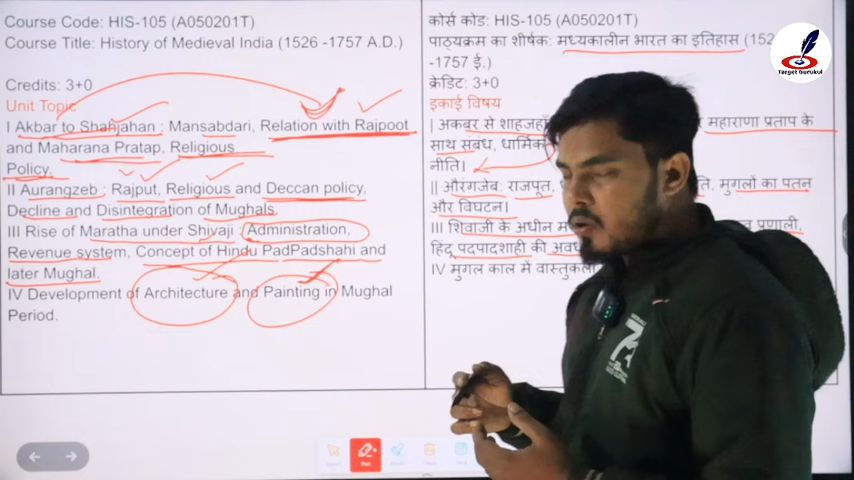 Course Code: HIS-105 (A050201T)
Course Title: History of Medieval India (1526 -1757 A.D.)
Credits: 3+0
Unit Topic
I Akbar to Shahjahan : Mansabdari, Relation with Rajpoot
and Maharana Pratap, Religious
Policy.
II Aurangzeb : Rajput, Religious and Deccan policy,
Decline and Disintegration of Mughals.
III Rise of Maratha under Shivaji : Administration,
Revenue system, Concept of Hindu PadPadshahi and
later Mughal.
IV Development of Architecture and Painting in Mughal
Period.
कोर्स कोड: HIS-105 (A050201T)
पाठ्यक्रम का शीर्षक: मध्यकालीन भारत का इतिहास (152
-1757 ई.)
क्रेडिट: 3+0
इकाई विषय
I अकबर से शाहजहाँ महाराणा प्रताप के
साथ संबंध, धार्मिक
नीति।
II औरंगजेब: राजपूत, मुगलों का पतन
और विघटन।
III शिवाजी के अधीन प्रणाली,
हिंदू पदपादशाही की
IV मुगल काल में वास्तुकला
Target Gurukul
Pen